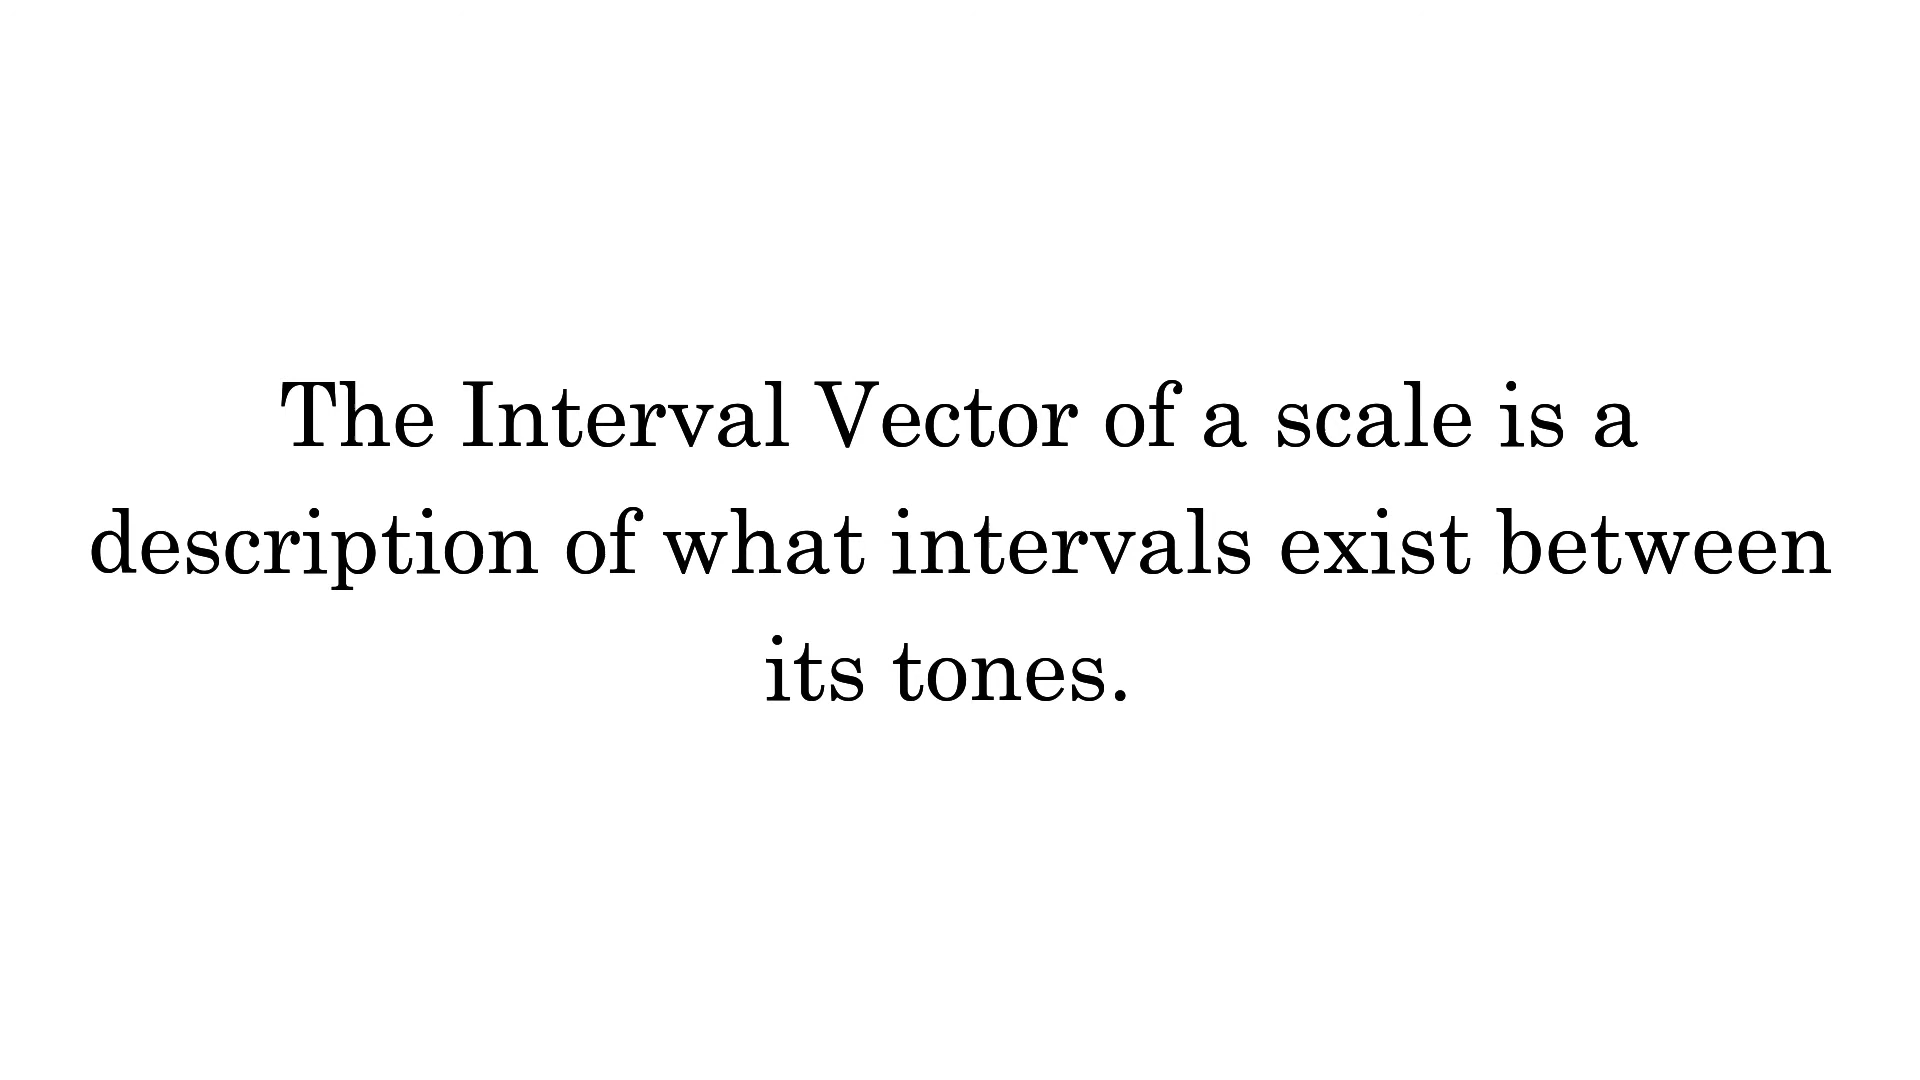 The Interval Vector of a scale is a
description of what intervals exist between
its tones.